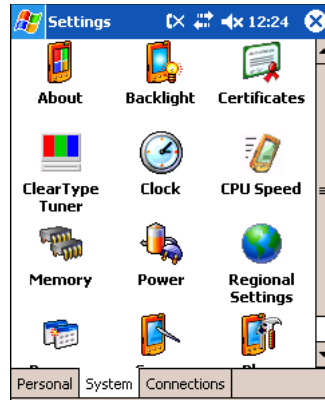 Settings 12:24
About Backlight Certificates
ClearType Clock CPU Speed
Tuner
Memory Power Regional
Settings
Personal System Connections